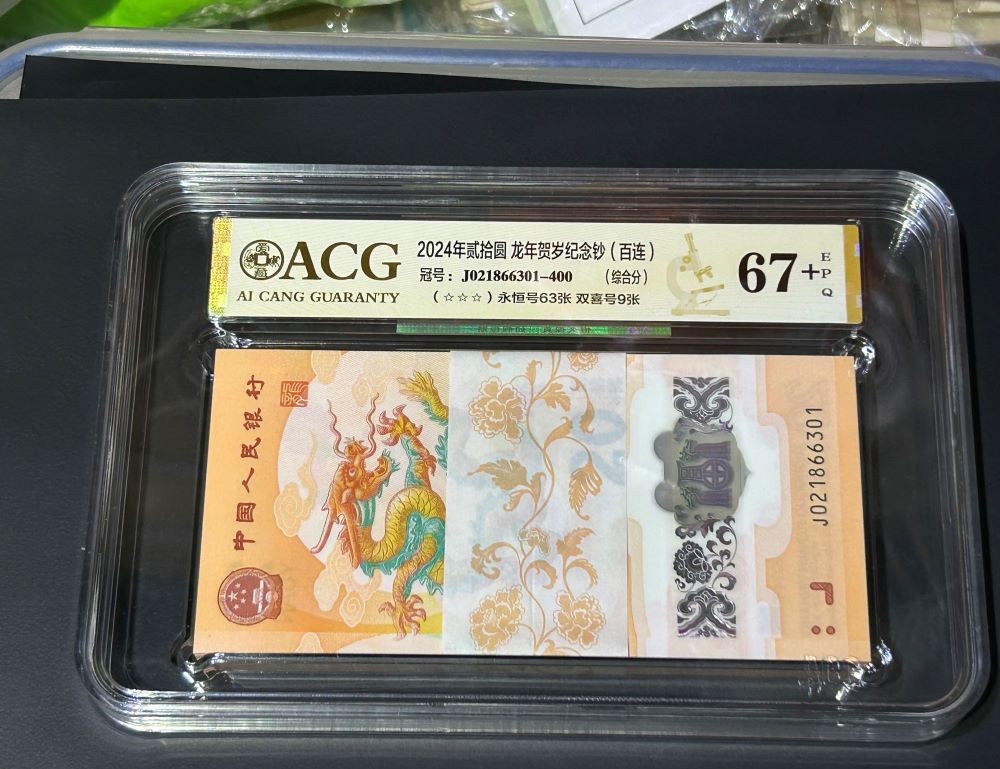 ACG
AI CANG GUARANTY
2024年贰拾圆 龙年贺岁纪念钞（百连）
冠号：J021866301-400 （综合分）
（☆☆☆）永恒号63张 双喜号9张
67+
EPQ
中国人民银行
J021866301